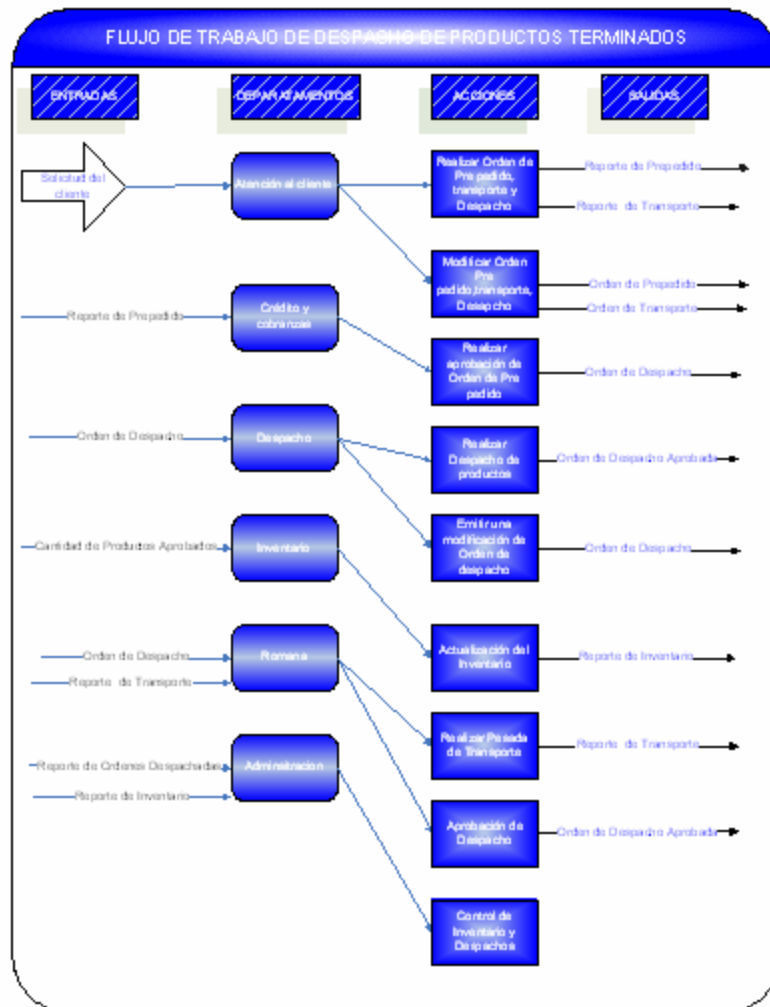 FLUJO DE TRABAJO DE DESPACHO DE PRODUCTOS TERMINADOS
ENTRADAS
DEPARATAMENTOS
ACCIONES
SALIDAS
Solicitud del
cliente
Atención al cliente
Realizar Orden de
Pre pedido,
transporte y
Despacho
Reporte de Prepedido
Reporte de Transporte
Modificar Orden
Pre
pedido,transporte,
Desapcho
Orden de Prepedido
Orden de Transporte
Reporte de Prepedido
Crédito y
cobranzas
Realizar
aprobación de
Orden de Pre
pedido
Orden de Despacho
Orden de Despacho
Despacho
Realizar
Despacho de
productos
Orden de Despacho Aprobada
Emitir una
modificación de
Orden de
despacho
Orden de Despacho
Cantidad de Productos Aprobados
Inventario
Actualización del
Inventario
Reporte de Inventario
Orden de Despacho
Reporte de Transporte
Romana
Realizar Pesada
de Transporte
Reporte de Transporte
Reporte de Ordenes Despachadas
Reporte de Inventario
Administracion
Aprobación de
Despacho
Orden de Despacho Aprobada
Control de
Inventario y
Despachos